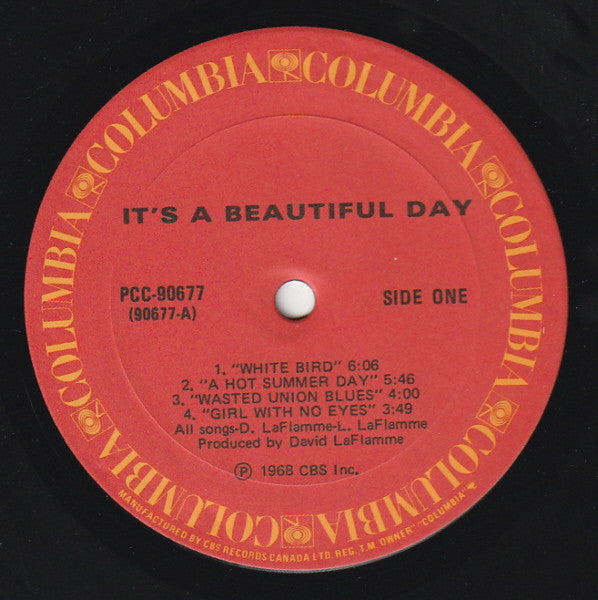 COLUMBIA COLUMBIA COLUMBIA COLUMBIA COLUMBIA COLUMBIA
IT'S A BEAUTIFUL DAY
PCC-90677
(90677-A)
SIDE ONE
1. "WHITE BIRD" 6:06
2. "A HOT SUMMER DAY" 5:46
3. "WASTED UNION BLUES" 4:00
4. "GIRL WITH NO EYES" 3:49
All songs-D. LaFlamme-L. LaFlamme
Produced by David LaFlamme
℗ 1968 CBS Inc.
MANUFACTURED BY CBS RECORDS CANADA LTD. REG. T.M. OWNER "COLUMBIA"